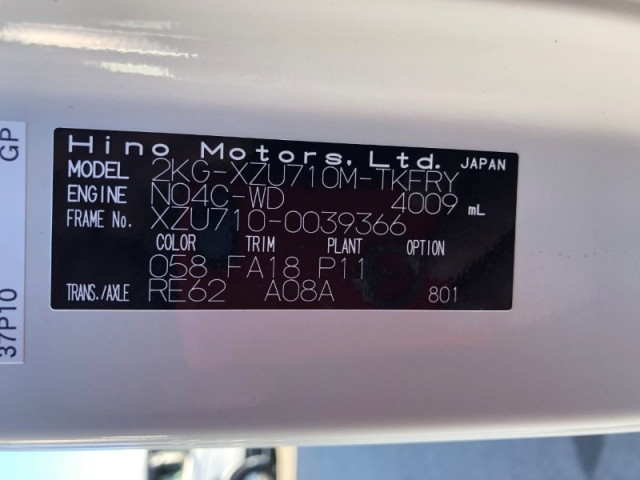 Hino Motors, Ltd. JAPAN
MODEL 2KG-XZU710M-TKFRY
ENGINE N04C-WD 4009 mL
FRAME No. XZU710-0039366
COLOR TRIM PLANT OPTION
058 FA18 P11
TRANS./AXLE RE62 A08A 801
37P10 GP